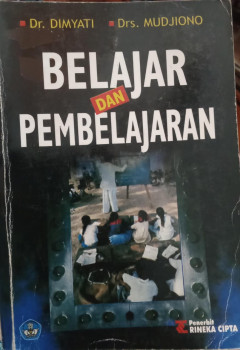 Dr. DIMYATI Drs. MUDJIONO
BELAJAR
DAN
PEMBELAJARAN
Penerbit
RINEKA CIPTA